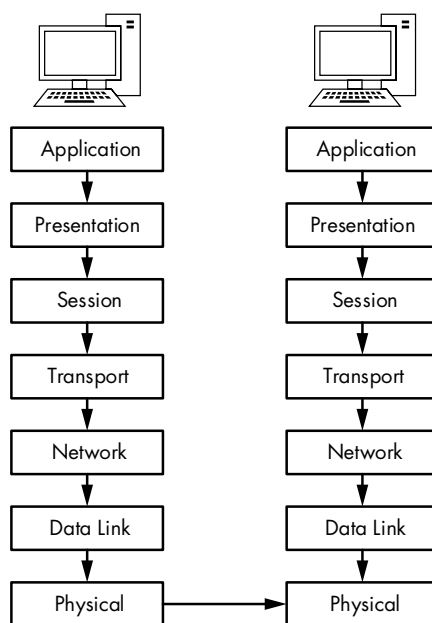 Application
Presentation
Session
Transport
Network
Data Link
Physical
Application
Presentation
Session
Transport
Network
Data Link
Physical